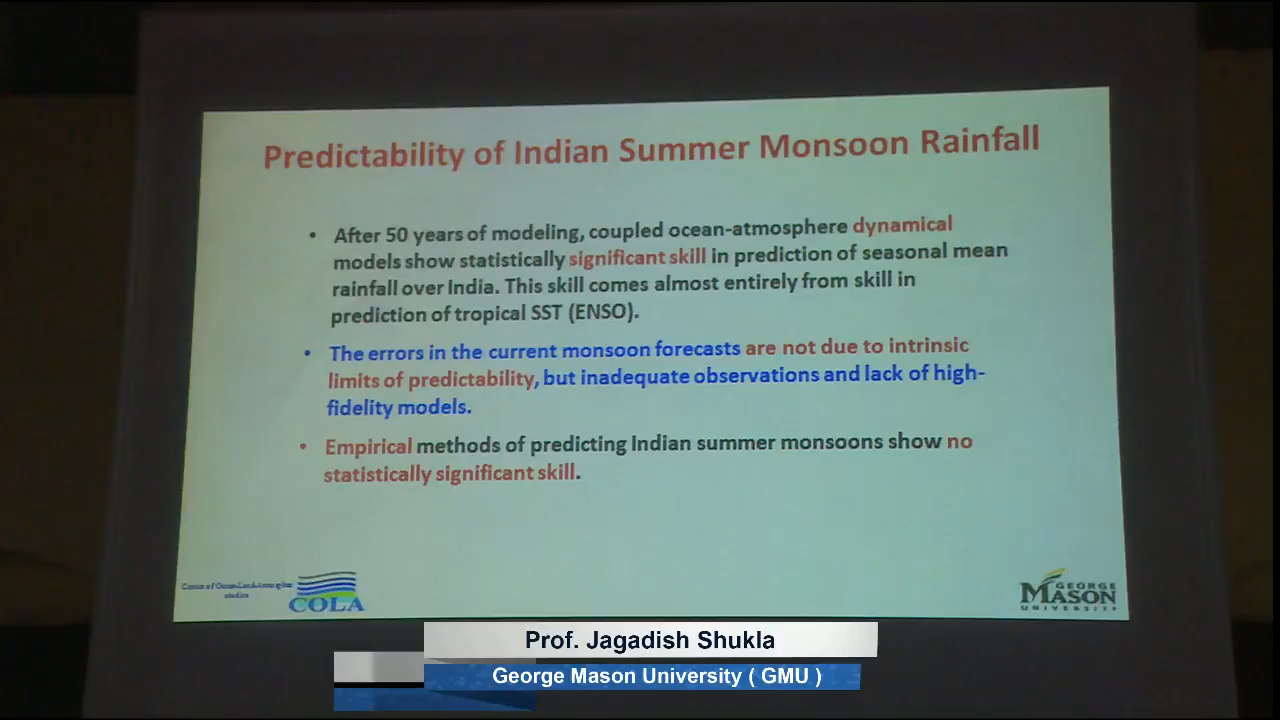 Predictability of Indian Summer Monsoon Rainfall
• After 50 years of modeling, coupled ocean-atmosphere dynamical
models show statistically significant skill in prediction of seasonal mean
rainfall over India. This skill comes almost entirely from skill in
prediction of tropical SST (ENSO).
• The errors in the current monsoon forecasts are not due to intrinsic
limits of predictability, but inadequate observations and lack of high-
fidelity models.
• Empirical methods of predicting Indian summer monsoons show no
statistically significant skill.
studies
COLA
GEORGE
MASON
UNIVERSITY
Prof. Jagadish Shukla
George Mason University ( GMU )